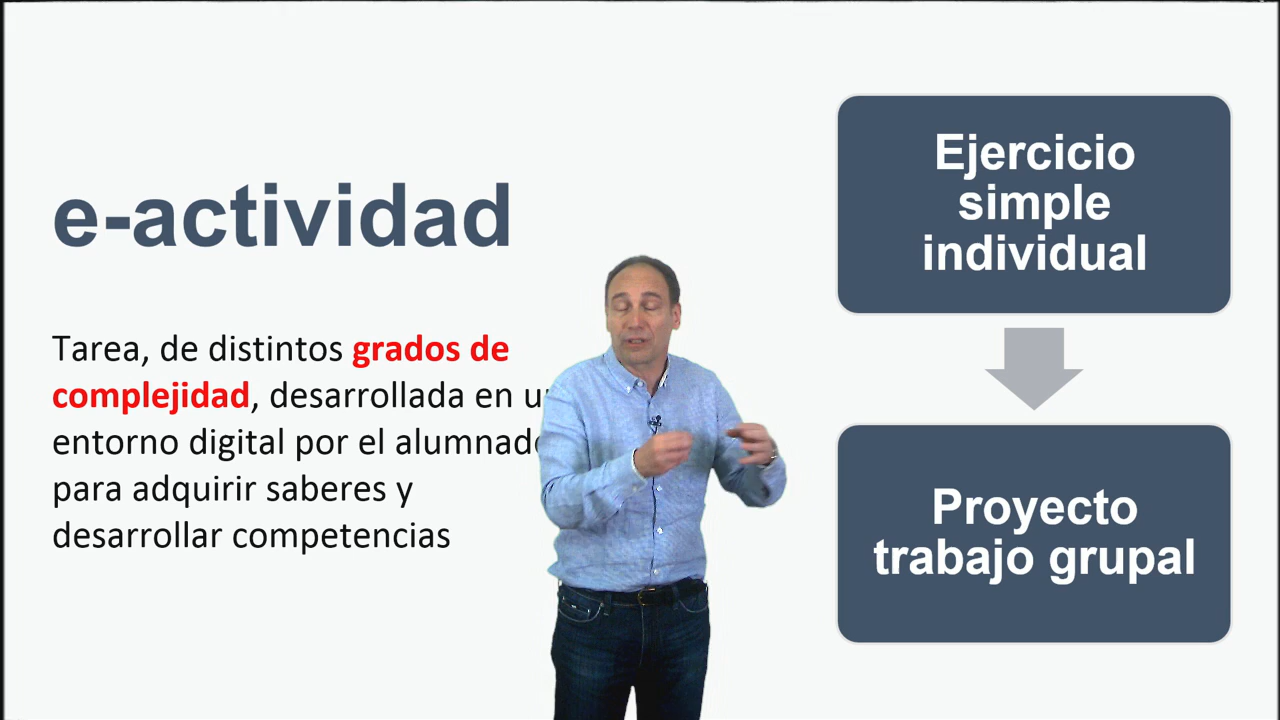 e-actividad
Tarea, de distintos grados de
complejidad, desarrollada en
entorno digital por el alumnado
para adquirir saberes y
desarrollar competencias
Ejercicio
simple
individual
Proyecto
trabajo grupal